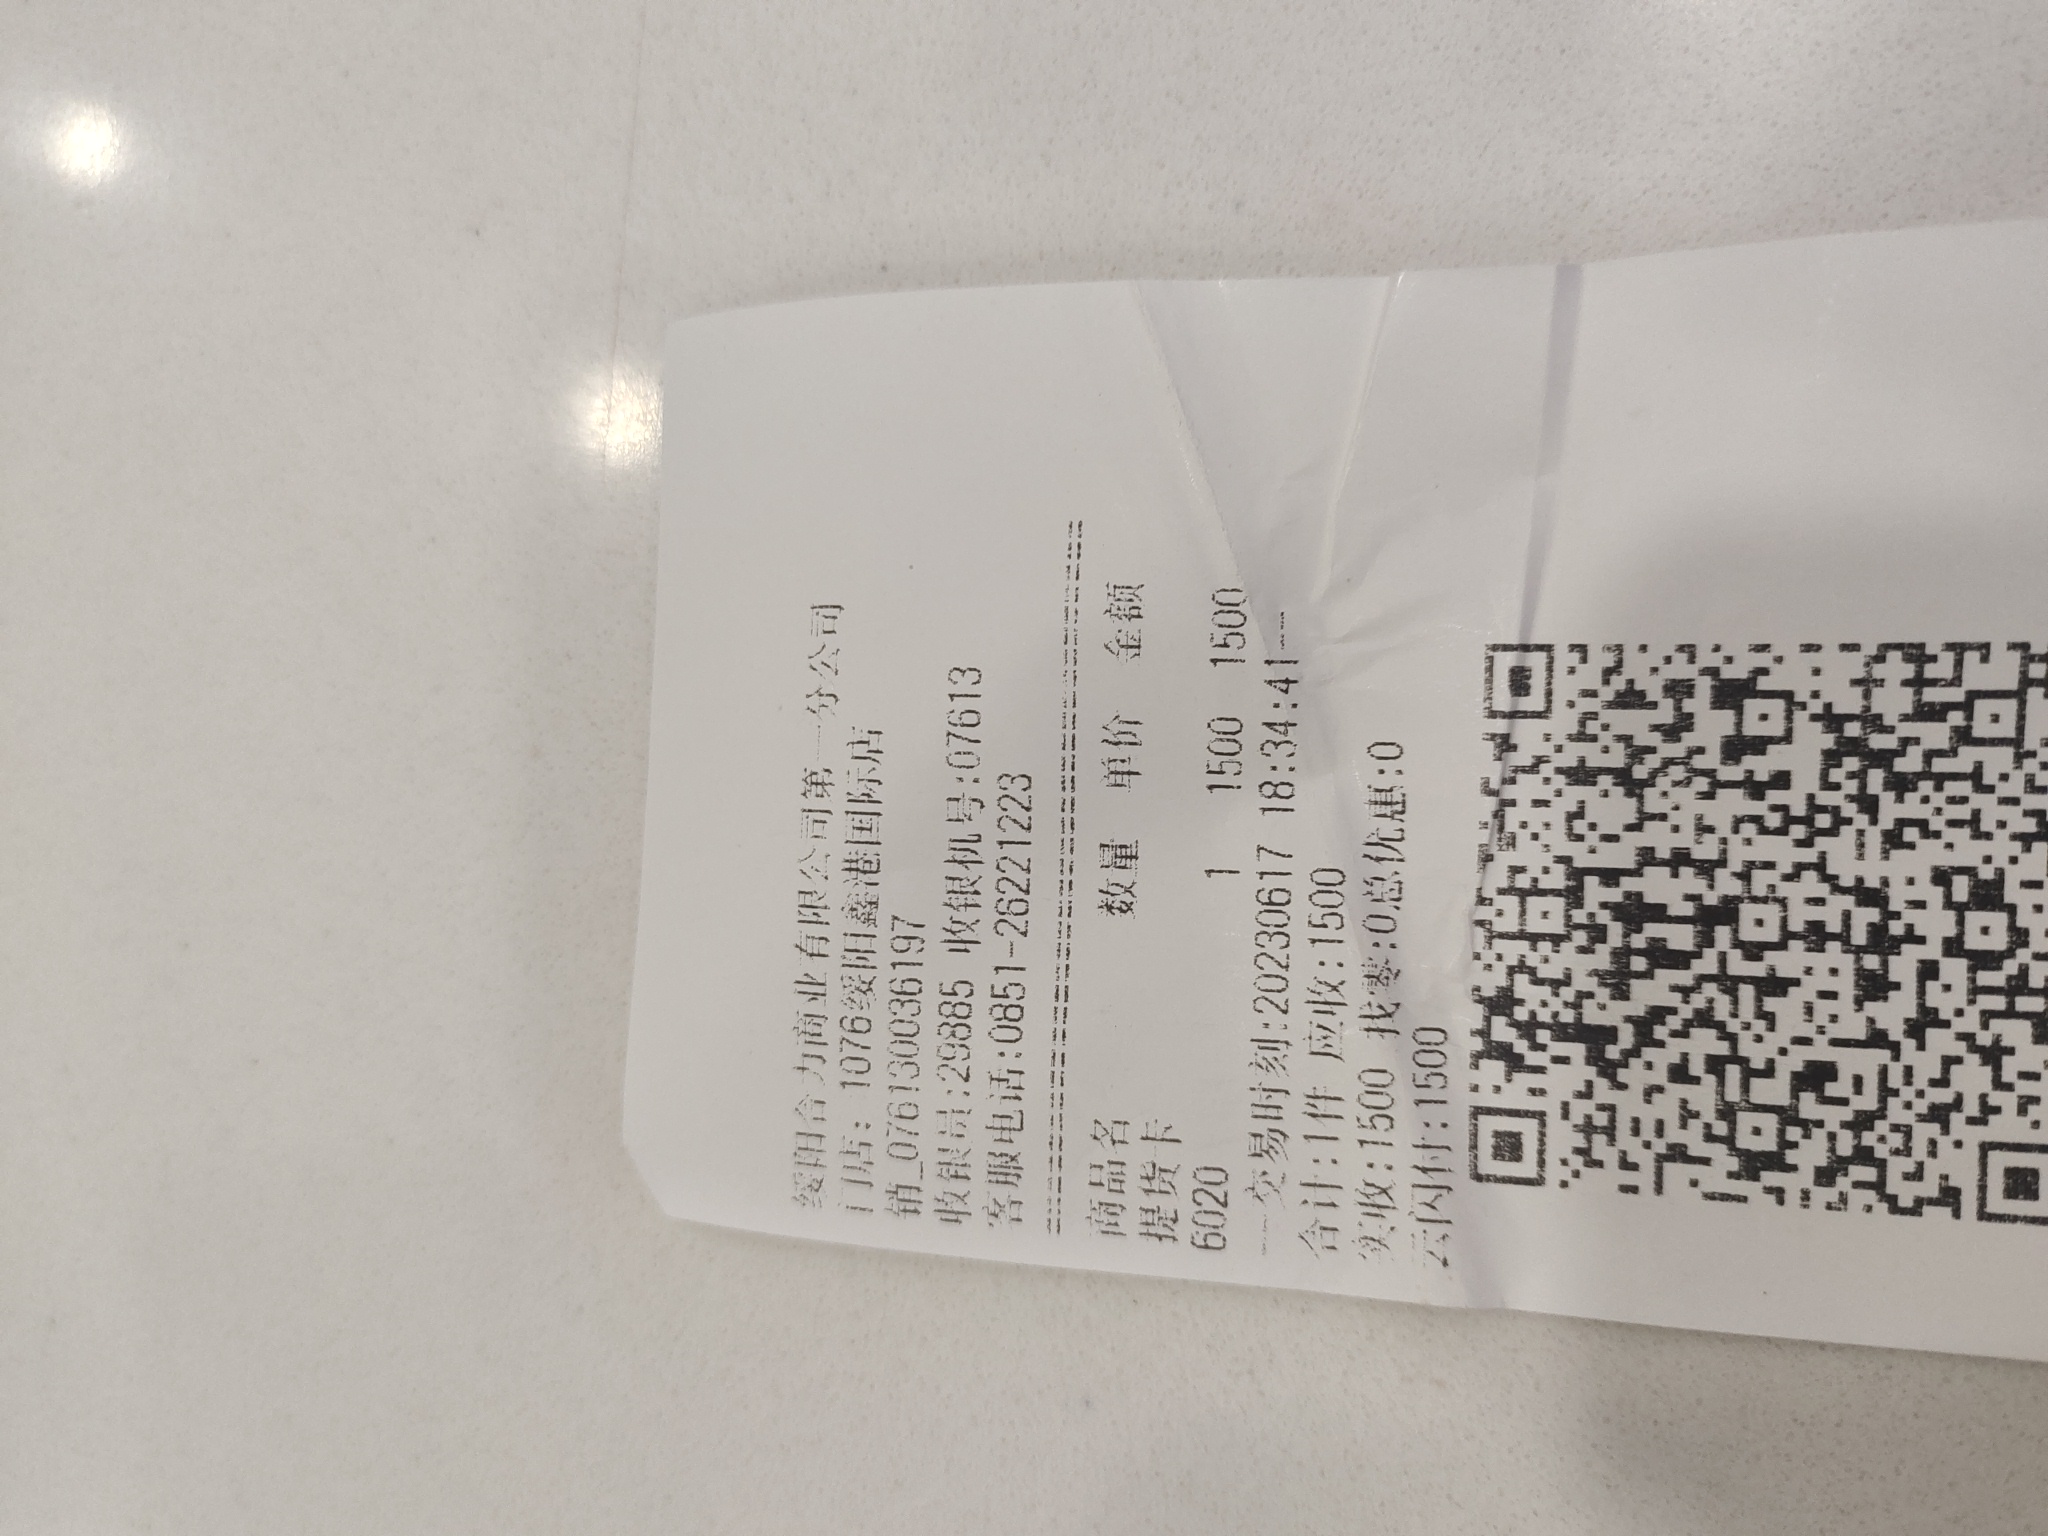 绥阳合力商业有限公司第一分公司
门店: 1076绥阳鑫港国际店
销_076130036197
收银员:29885 收银机号:07613
客服电话:0851-26221223
商品名 数量 单价 金额
提货卡
6020 1 1500 1500
--交易时刻:20230617 18:34:41--
合计:1件 应收:1500
实收:1500 找零:0总优惠:0
云闪付:1500